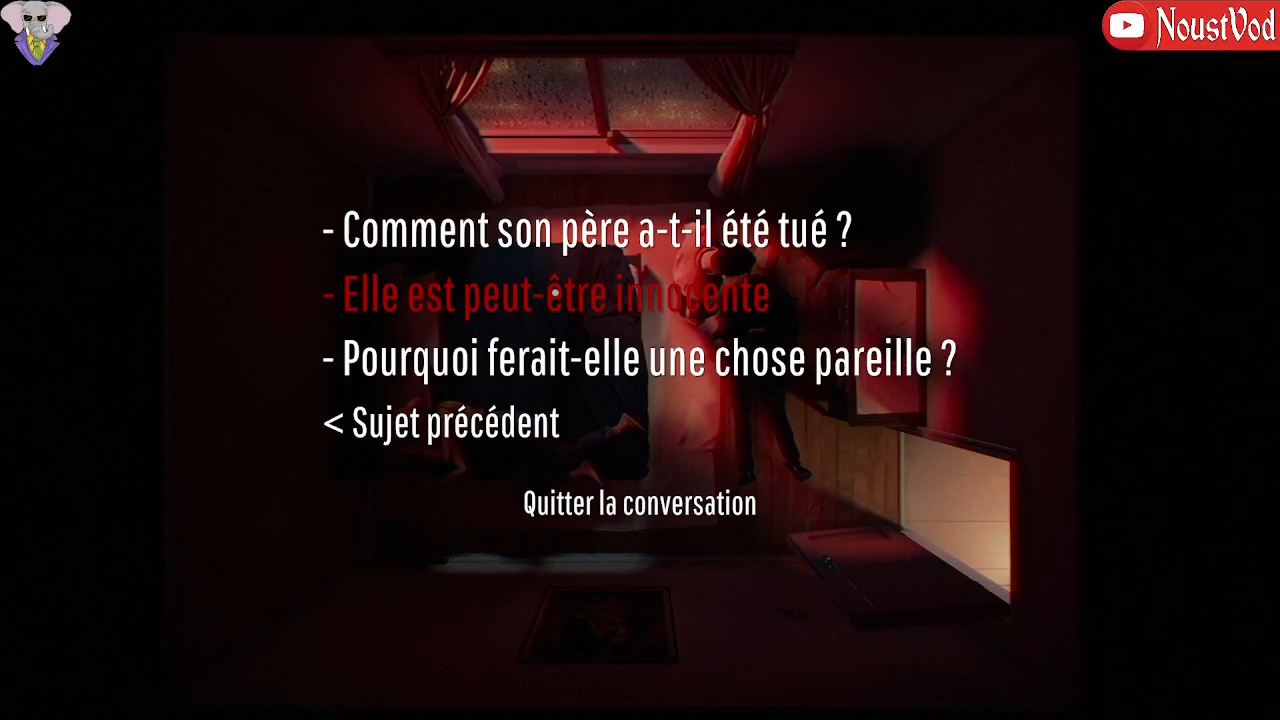 NoustVod
- Comment son père a-t-il été tué ?
- Elle est peut-être innocente
- Pourquoi ferait-elle une chose pareille ?
< Sujet précédent
Quitter la conversation